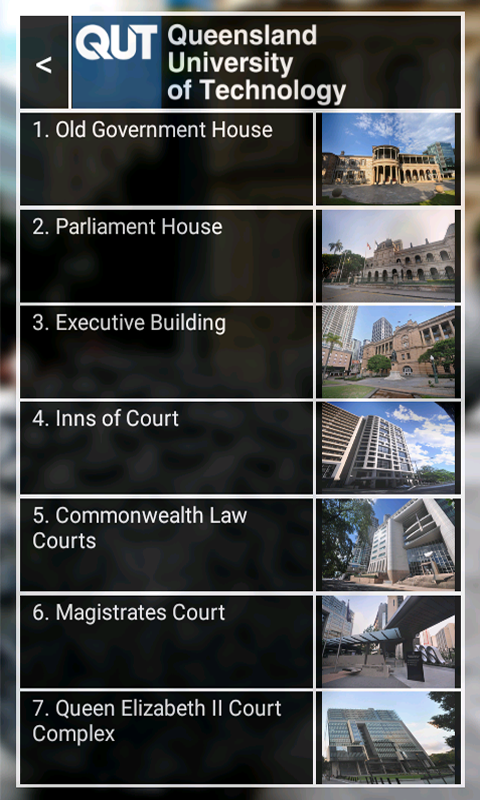 <
QUT
Queensland
University
of Technology
1. Old Government House
2. Parliament House
3. Executive Building
4. Inns of Court
5. Commonwealth Law
Courts
6. Magistrates Court
7. Queen Elizabeth II Court
Complex